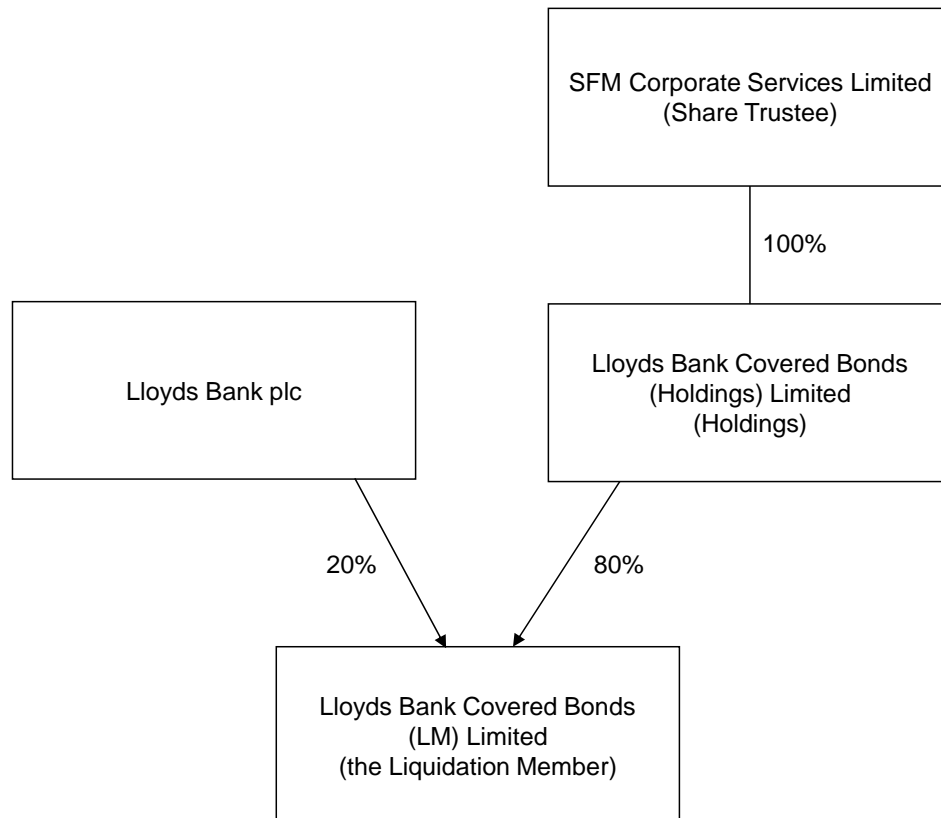 SFM Corporate Services Limited
(Share Trustee)
100%
Lloyds Bank plc
Lloyds Bank Covered Bonds
(Holdings) Limited
(Holdings)
20%
80%
Lloyds Bank Covered Bonds
(LM) Limited
(the Liquidation Member)